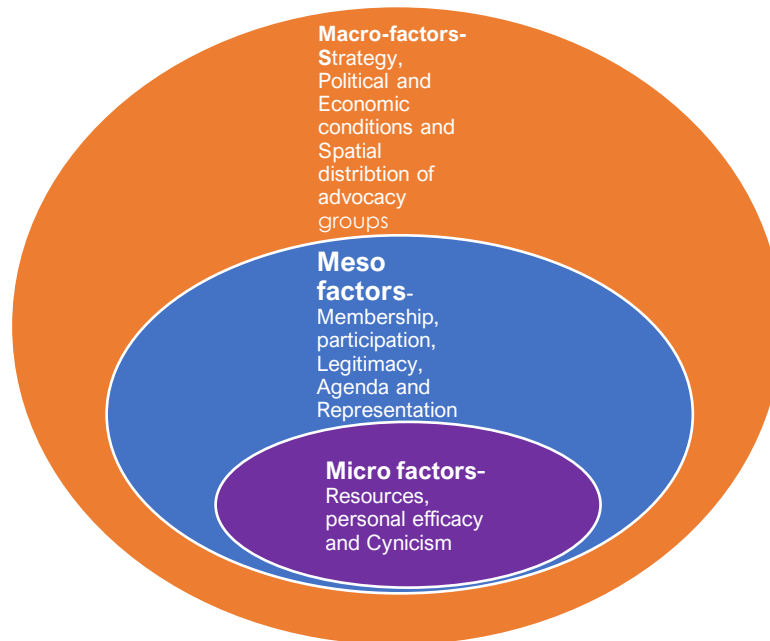 Macro-factors-
Strategy,
Political and
Economic
conditions and
Spatial
distribtion of
advocacy
groups
Meso
factors-
Membership,
participation,
Legitimacy,
Agenda and
Representation
Micro factors-
Resources,
personal efficacy
and Cynicism